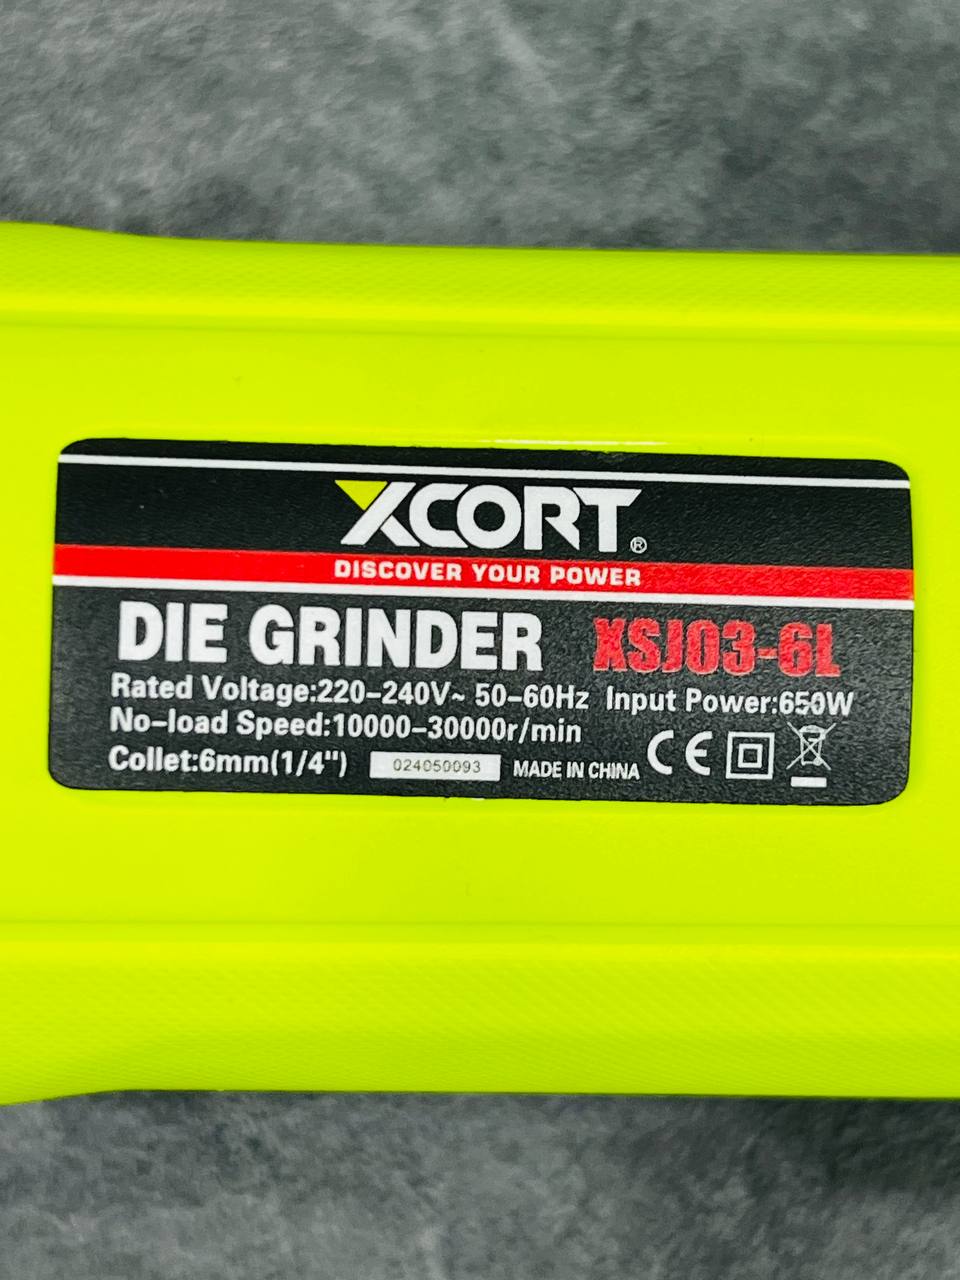 XCORT®
DISCOVER YOUR POWER
DIE GRINDER XSJ03-6L
Rated Voltage:220-240V~ 50-60Hz Input Power:650W
No-load Speed:10000-30000r/min
Collet:6mm(1/4") 024050093 MADE IN CHINA CE